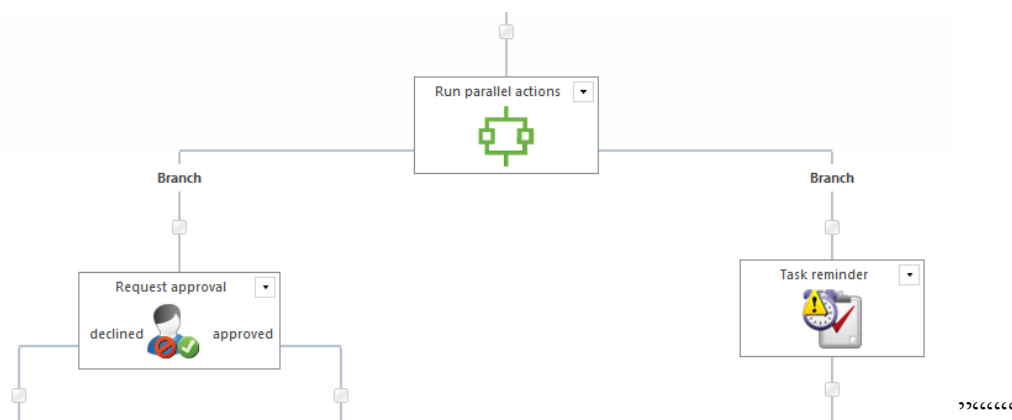 Run parallel actions
Branch
Branch
Request approval
Task reminder
declined
approved
”“““